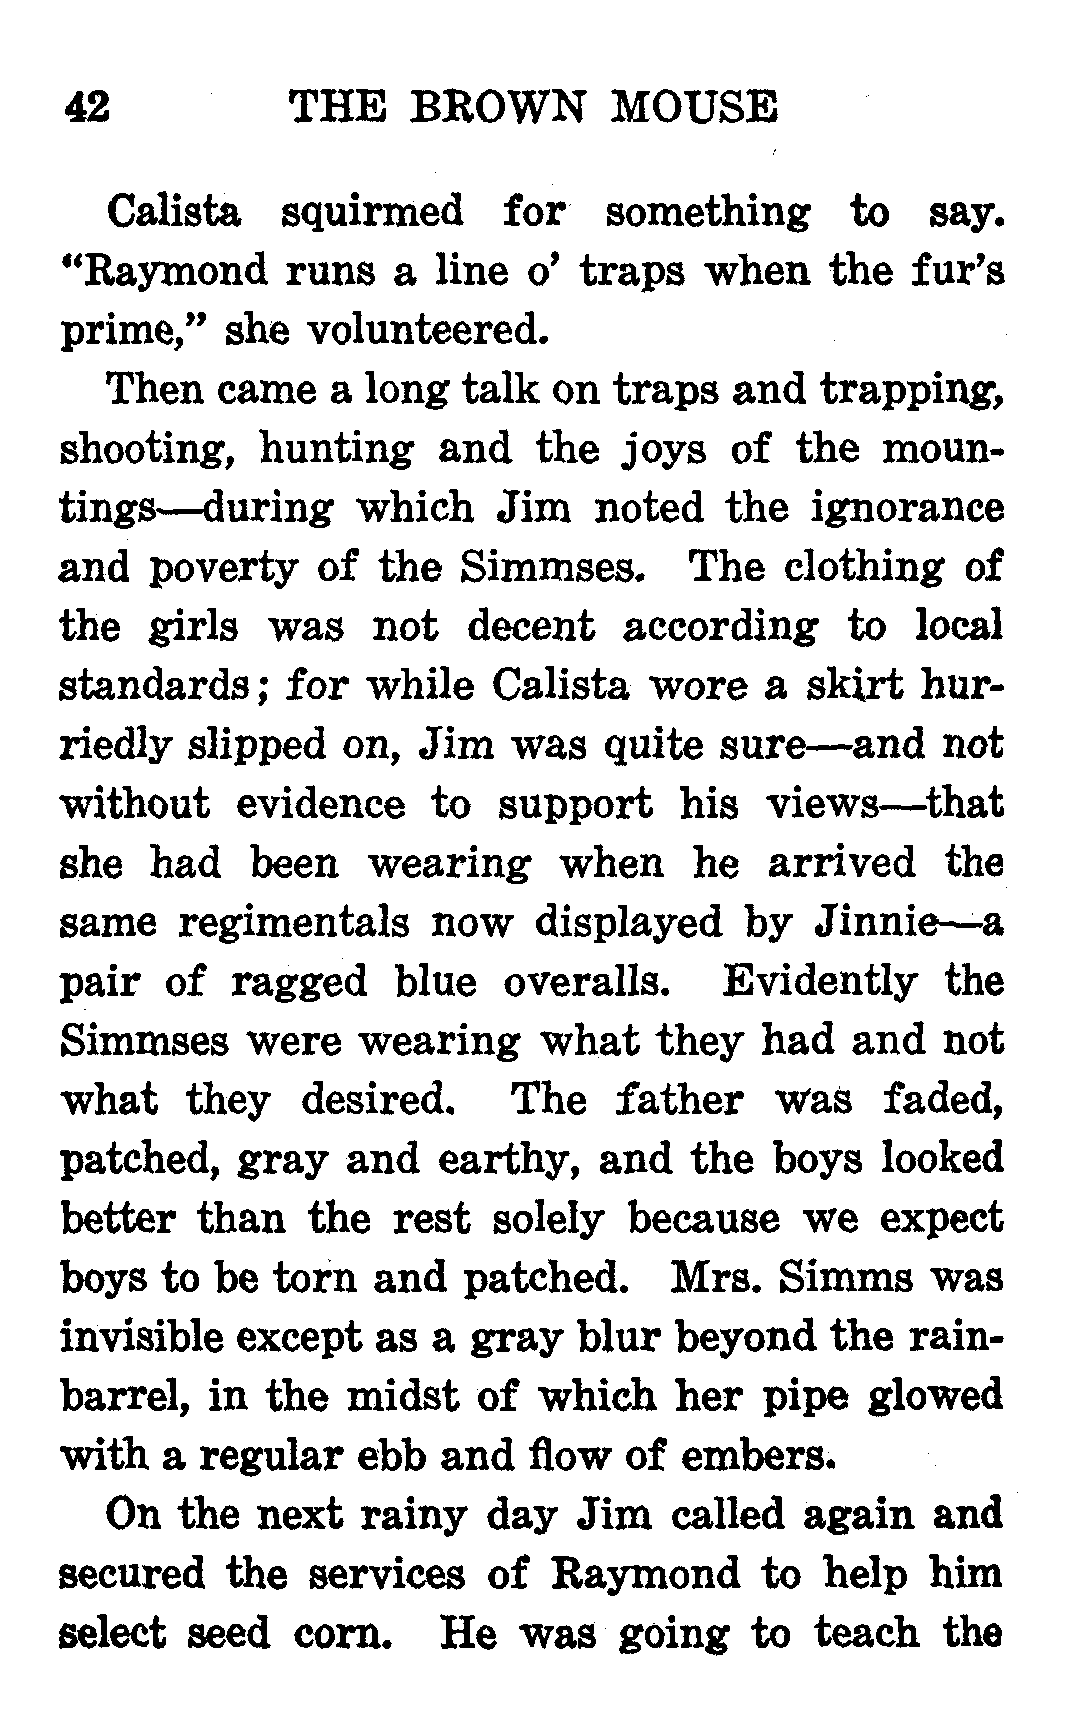 42 THE BROWN MOUSE
Calista squirmed for something to say.
“Raymond runs a line o’ traps when the fur’s
prime,” she volunteered.
Then came a long talk on traps and trapping,
shooting, hunting and the joys of the moun-
tings—during which Jim noted the ignorance
and poverty of the Simmses. The clothing of
the girls was not decent according to local
standards; for while Calista wore a skirt hur-
riedly slipped on, Jim was quite sure—and not
without evidence to support his views—that
she had been wearing when he arrived the
same regimentals now displayed by Jinnie—a
pair of ragged blue overalls. Evidently the
Simmses were wearing what they had and not
what they desired. The father was faded,
patched, gray and earthy, and the boys looked
better than the rest solely because we expect
boys to be torn and patched. Mrs. Simms was
invisible except as a gray blur beyond the rain-
barrel, in the midst of which her pipe glowed
with a regular ebb and flow of embers.
On the next rainy day Jim called again and
secured the services of Raymond to help him
select seed corn. He was going to teach the